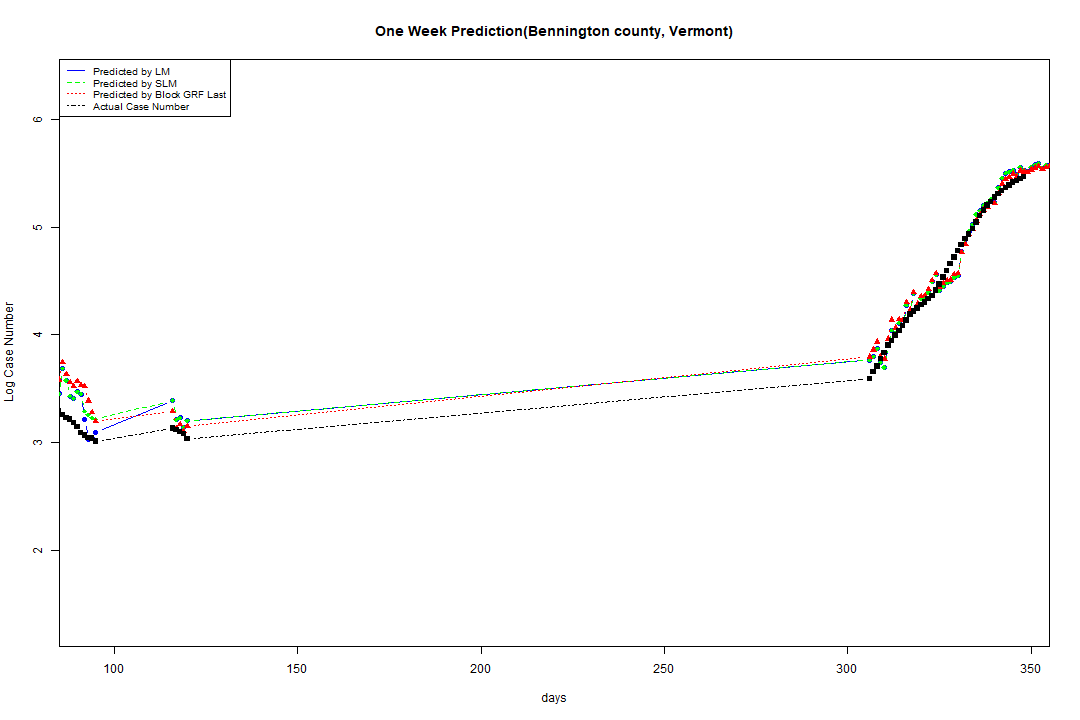 One Week Prediction(Bennington county, Vermont)
Predicted by LM
Predicted by SLM
Predicted by Block GRF Last
Actual Case Number
6
5
4
3
2
Log Case Number
100 150 200 250 300 350
days